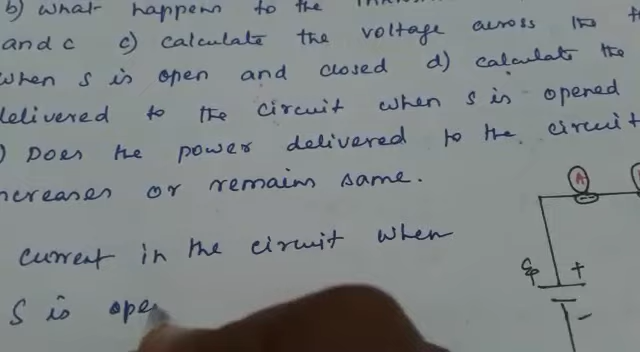 b) what happens to the
and c c) calculate the voltage across the
when S is open and closed d) calculate the
delivered to the circuit when S is opened
) Does the power delivered to the circuit
ncreases or remains same.
current in the circuit when
S is ope
A
ε +
-